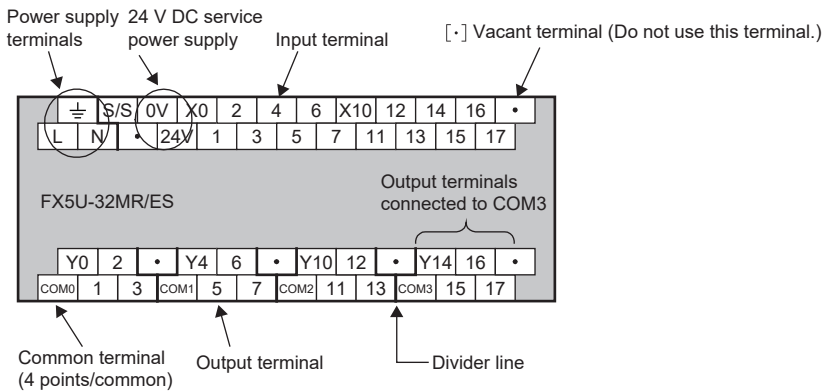 Power supply terminals
24 V DC service power supply
Input terminal
[・] Vacant terminal (Do not use this terminal.)
⏚ S/S 0V X0 2 4 6 X10 12 14 16 •
L N • 24V 1 3 5 7 11 13 15 17
FX5U-32MR/ES
Output terminals
connected to COM3
Y0 2 • Y4 6 • Y10 12 • Y14 16 •
COM0 1 3 COM1 5 7 COM2 11 13 COM3 15 17
Common terminal
(4 points/common)
Output terminal
Divider line